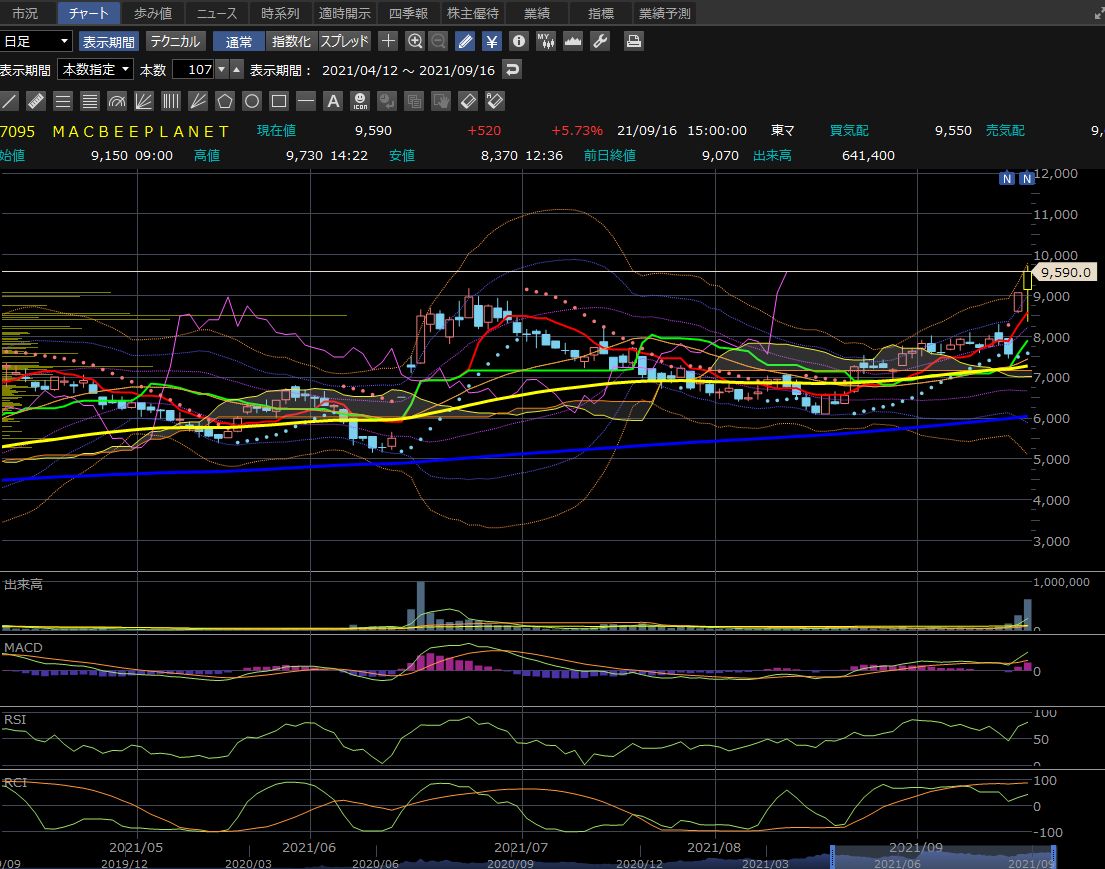 市況 チャート 歩み値 ニュース 時系列 適時開示 四季報 株主優待 業績 指標 業績予測
日足 表示期間 テクニカル 通常 指数化 スプレッド ¥ MY
表示期間 本数指定 本数 107 表示期間： 2021/04/12 ～ 2021/09/16
A ICON
7095 ＭＡＣＢＥＥＰＬＡＮＥＴ 現在値 9,590 +520 +5.73% 21/09/16 15:00:00 東マ 買気配 9,550 売気配 9,
始値 9,150 09:00 高値 9,730 14:22 安値 8,370 12:36 前日終値 9,070 出来高 641,400
N N 12,000
11,000
10,000
9,590.0
9,000
8,000
7,000
6,000
5,000
4,000
3,000
出来高 1,000,000
0
MACD
0
RSI 100
50
0
RCI 100
0
-100
2021/05 2021/06 2021/07 2021/08 2021/09
/09 2019/12 2020/03 2020/06 2020/09 2020/12 2021/03 2021/06 2021/09